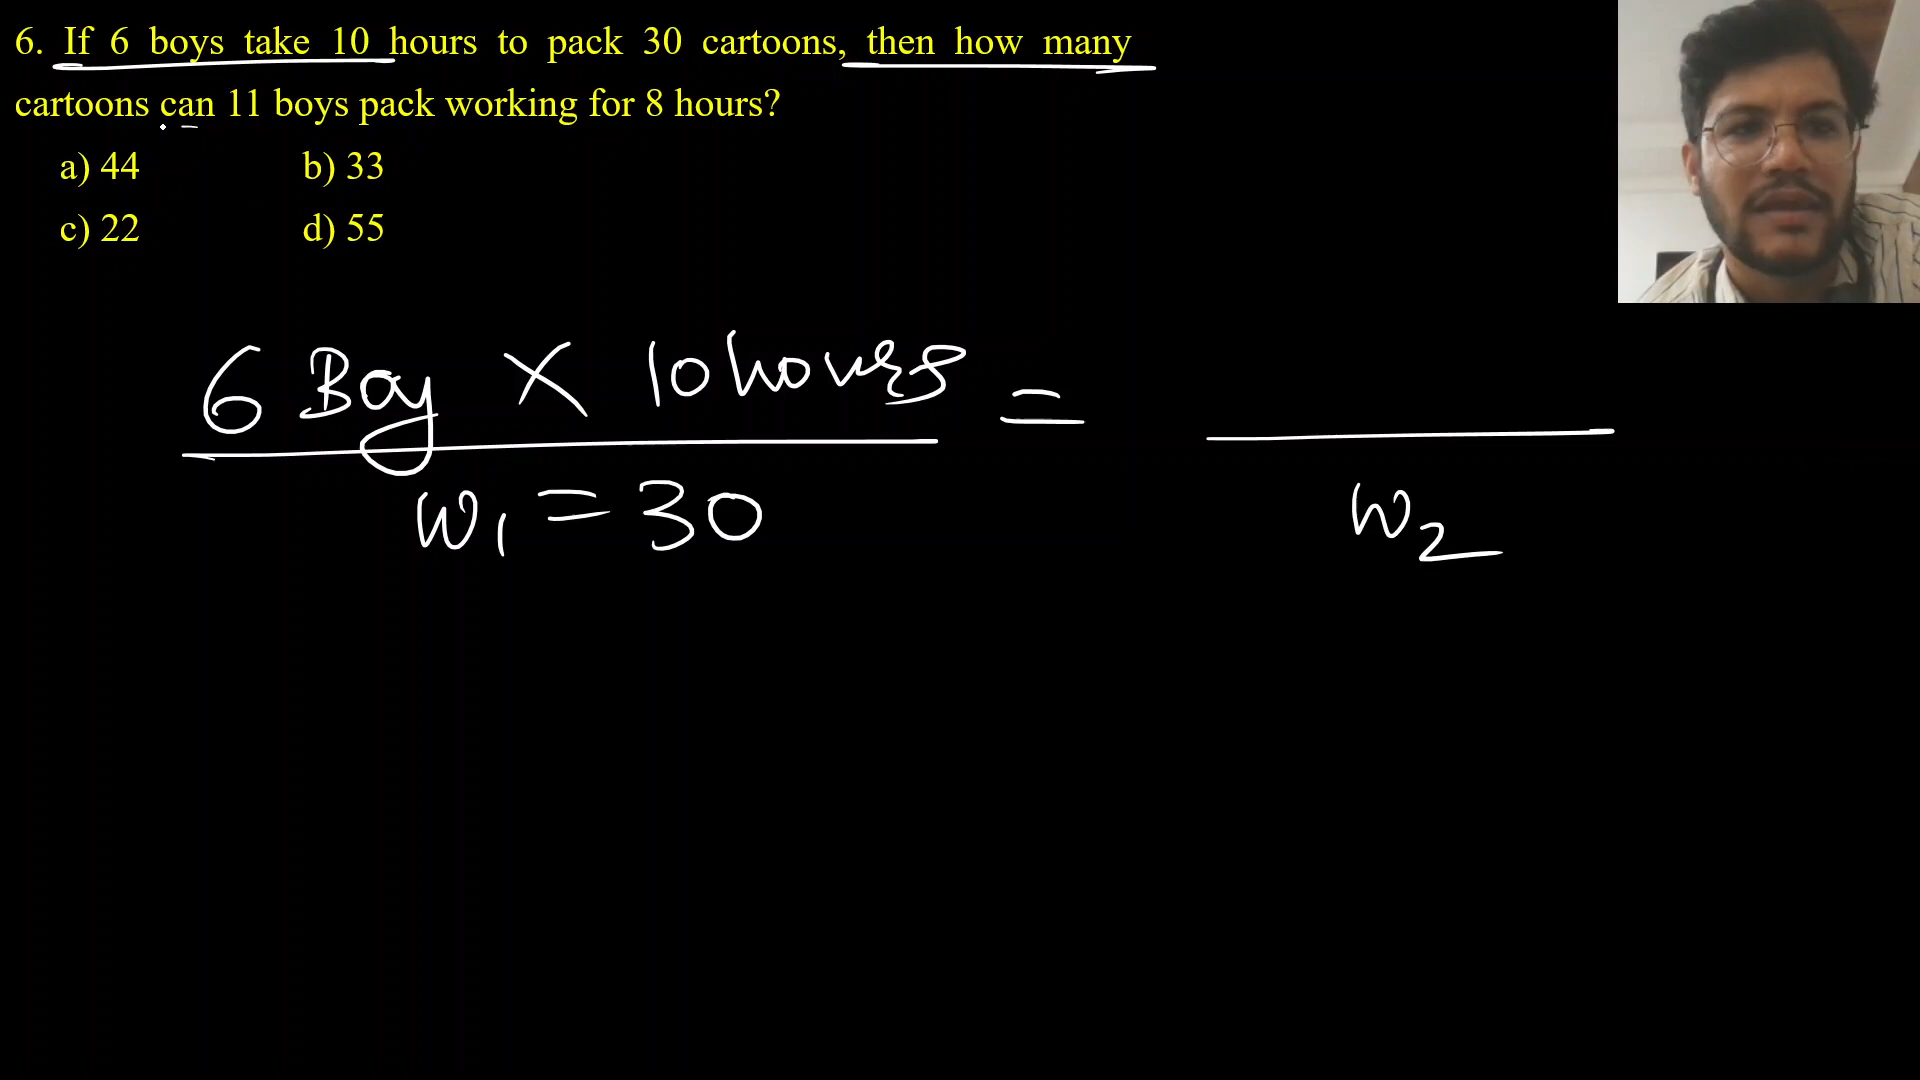 6. If 6 boys take 10 hours to pack 30 cartoons, then how many
cartoons can 11 boys pack working for 8 hours?
a) 44 b) 33
c) 22 d) 55
6 Boy × 10 hours =
W1 = 30 W2